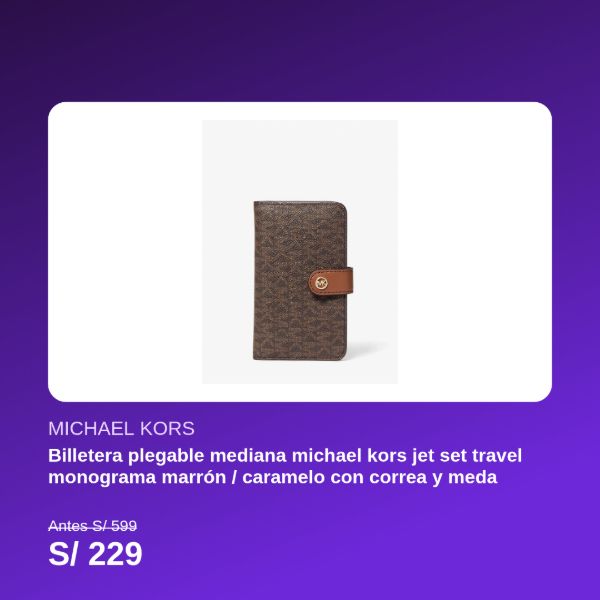 MK
MICHAEL KORS
Billetera plegable mediana michael kors jet set travel
monograma marrón / caramelo con correa y meda
Antes S/ 599
S/ 229